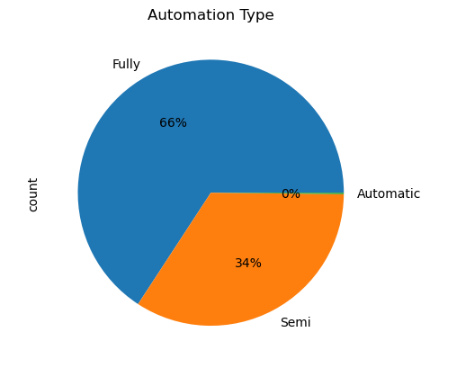 Automation Type
Fully
66%
0%
Automatic
count
34%
Semi